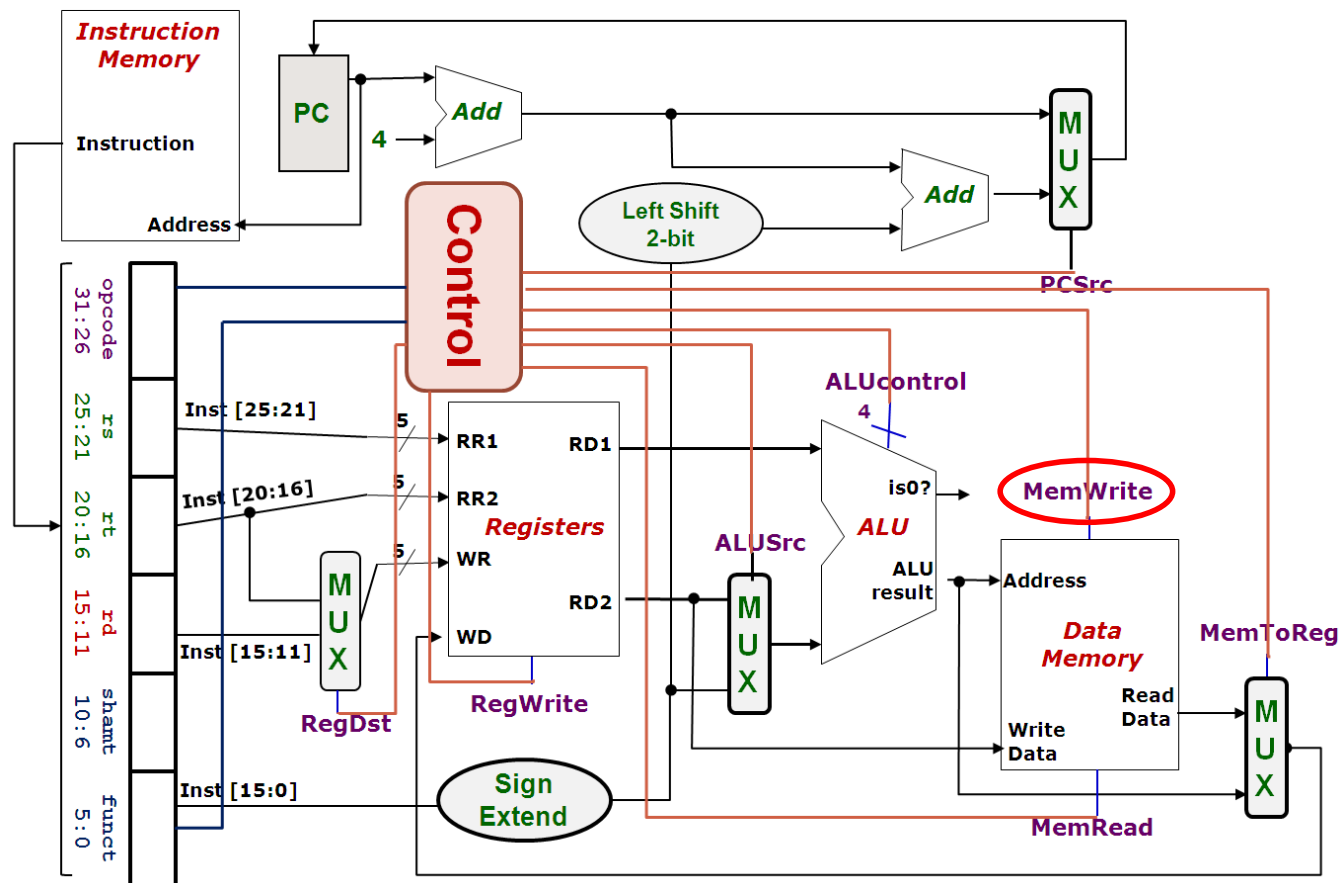 Instruction
Memory
Instruction
Address
PC
4
Add
Add
MUX
Left Shift
2-bit
PCSrc
Control
opcode
31:26
rs
25:21
rt
20:16
rd
15:11
shamt
10:6
funct
5:0
Inst [25:21]
5
Inst [20:16]
5
5
Inst [15:11]
Inst [15:0]
MUX
RegDst
RR1
RR2
WR
WD
Registers
RD1
RD2
RegWrite
Sign
Extend
ALUSrc
MUX
ALUcontrol
4
is0?
ALU
ALU
result
MemWrite
Address
Data
Memory
Read
Data
Write
Data
MemRead
MemToReg
MUX